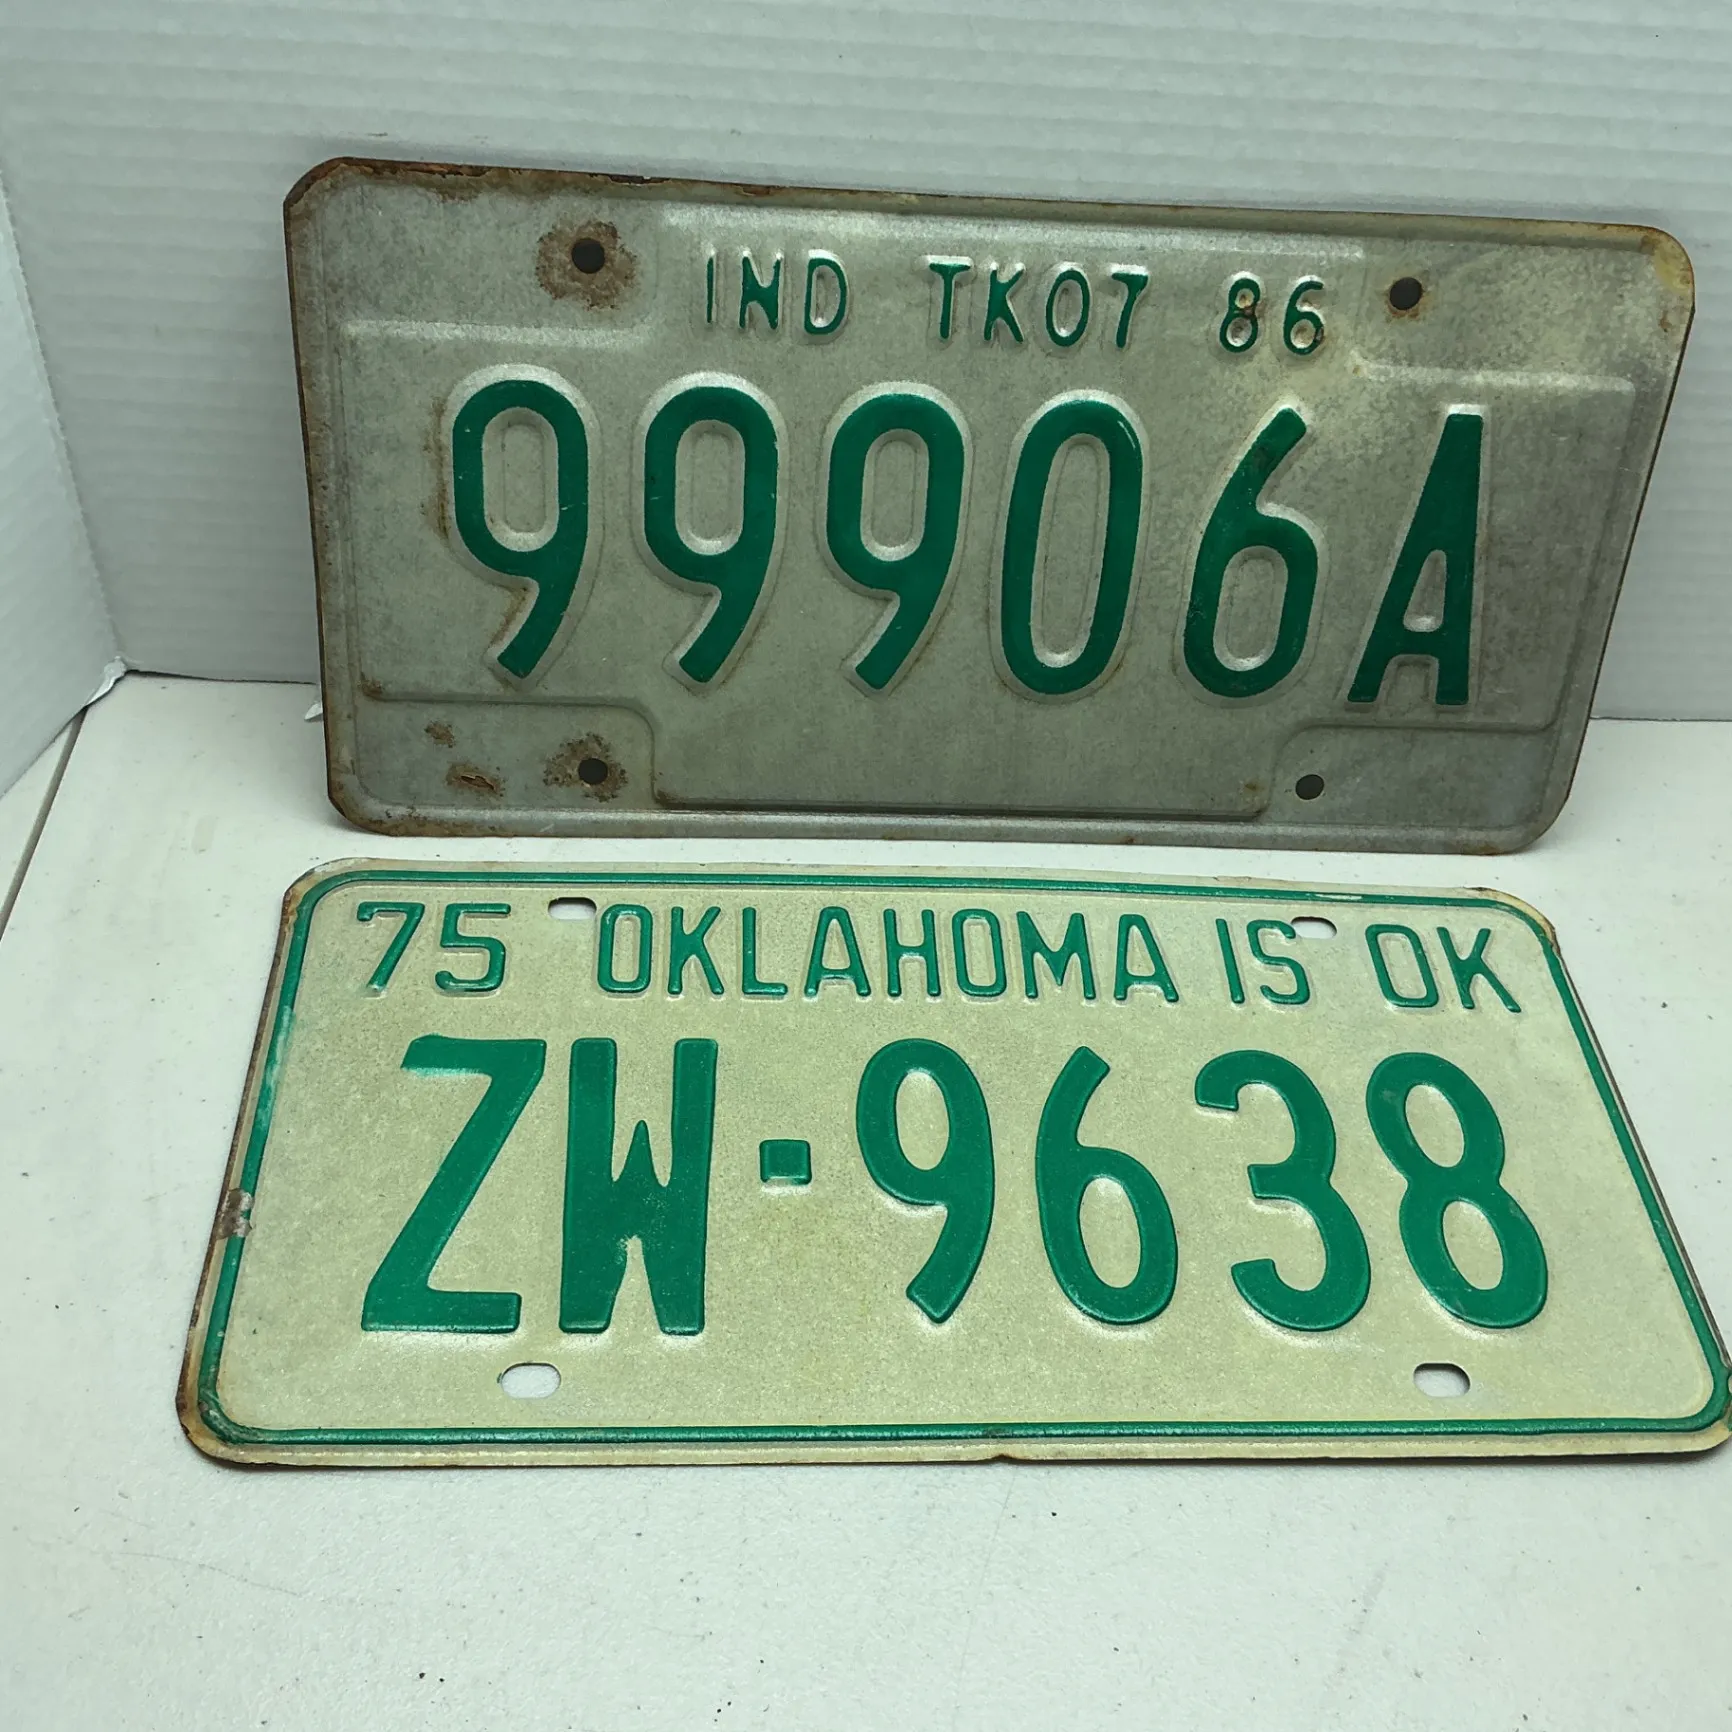 IND TK07 86
99906A
75 OKLAHOMA IS OK
ZW-9638